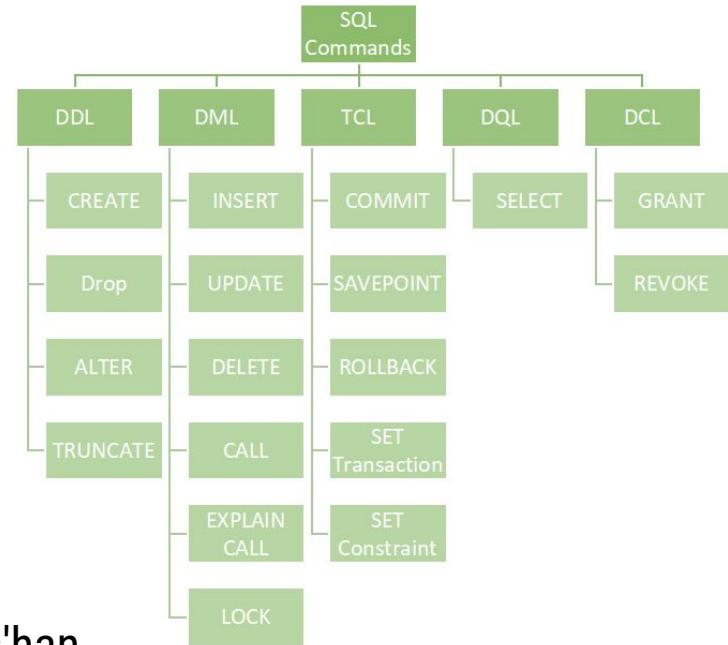 SQL
Commands
DDL
DML
TCL
DQL
DCL
CREATE
INSERT
COMMIT
SELECT
GRANT
Drop
UPDATE
SAVEPOINT
REVOKE
ALTER
DELETE
ROLLBACK
TRUNCATE
CALL
SET
Transaction
EXPLAIN
CALL
SET
Constraint
LOCK